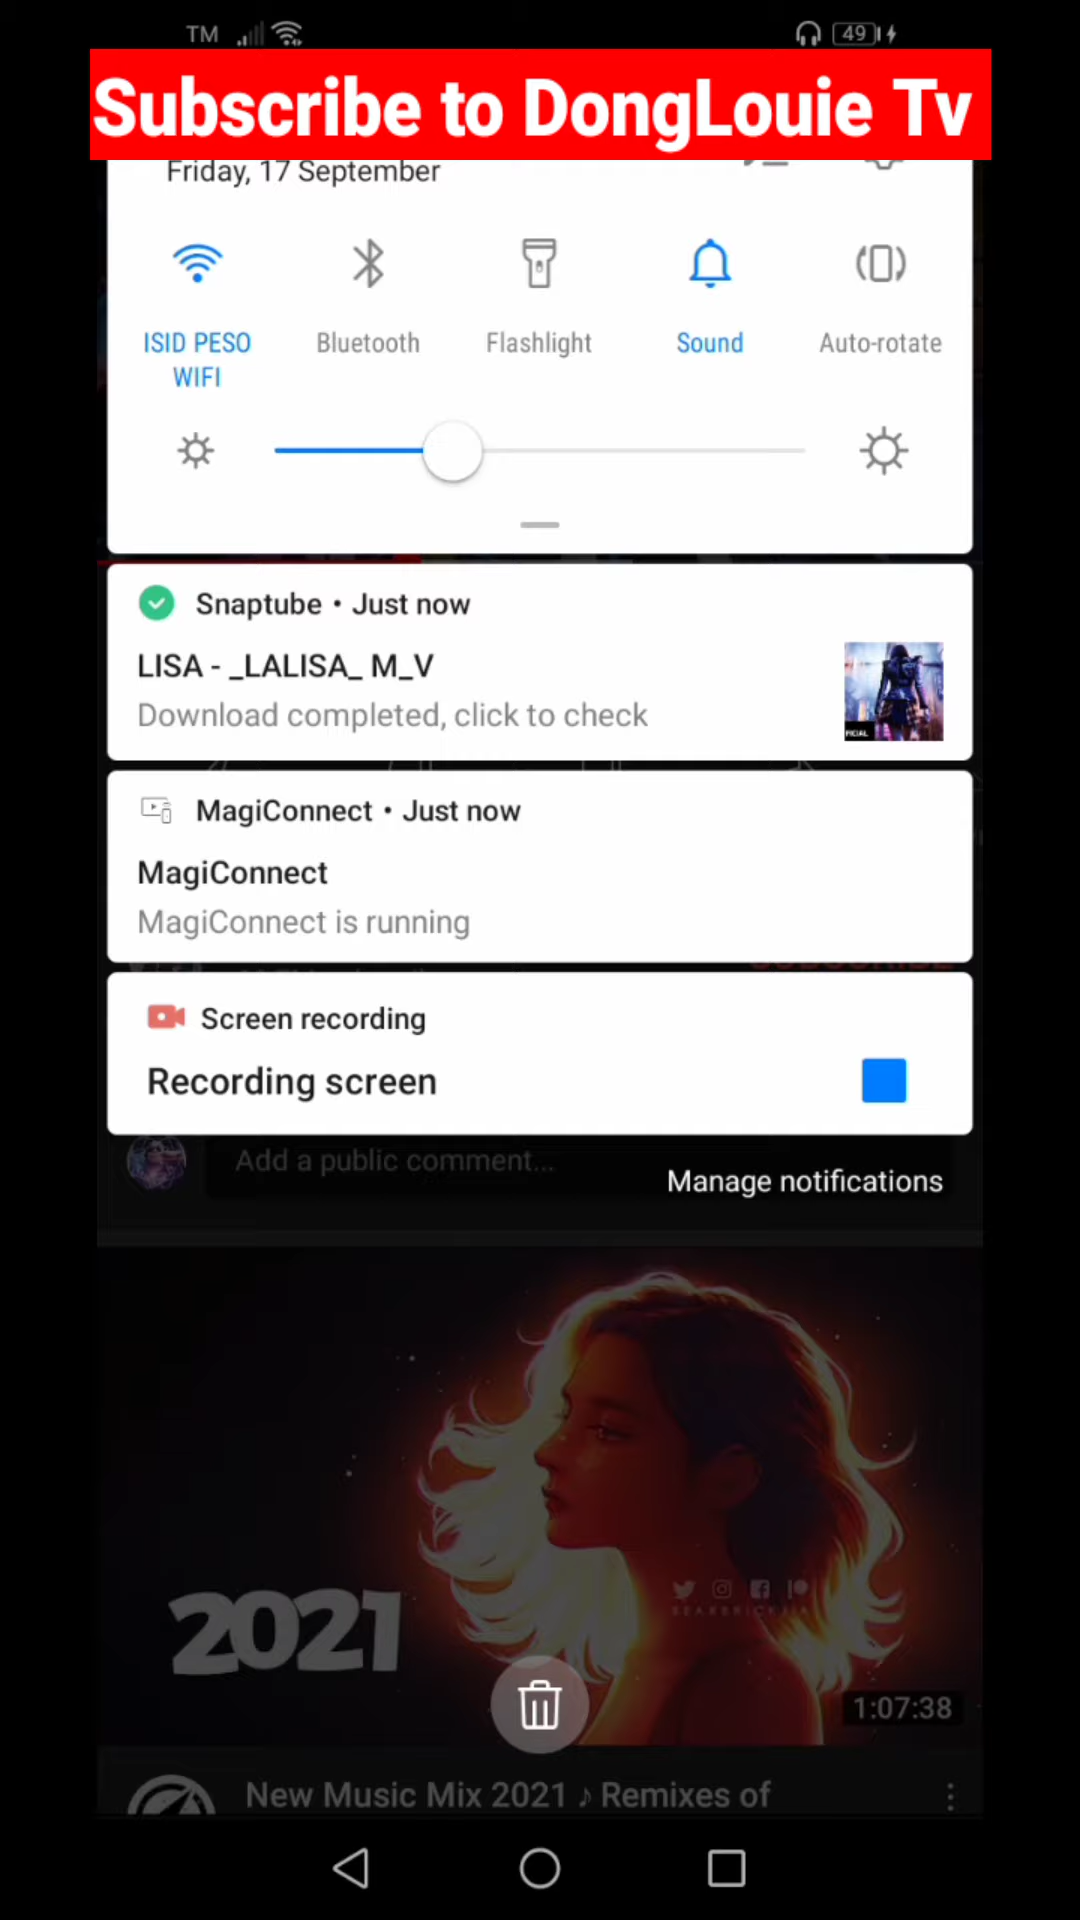 TM
49
Subscribe to DongLouie Tv
Friday, 17 September
ISID PESO
WIFI
Bluetooth
Flashlight
Sound
Auto-rotate
Snaptube • Just now
LISA - _LALISA_ M_V
Download completed, click to check
FICIAL
MagiConnect • Just now
MagiConnect
MagiConnect is running
Screen recording
Recording screen
Add a public comment...
Manage notifications
2021
1:07:38
New Music Mix 2021 ♪ Remixes of